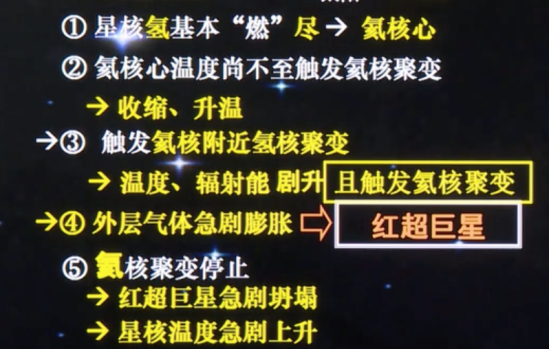 ① 星核氢基本“燃”尽→ 氦核心
② 氦核心温度尚不至触发氦核聚变
→ 收缩、升温
→③ 触发氦核附近氢核聚变
→ 温度、辐射能 剧升 且触发氦核聚变
→④ 外层气体急剧膨胀 ⇨ 红超巨星
⑤ 氦核聚变停止
→ 红超巨星急剧坍塌
→ 星核温度急剧上升